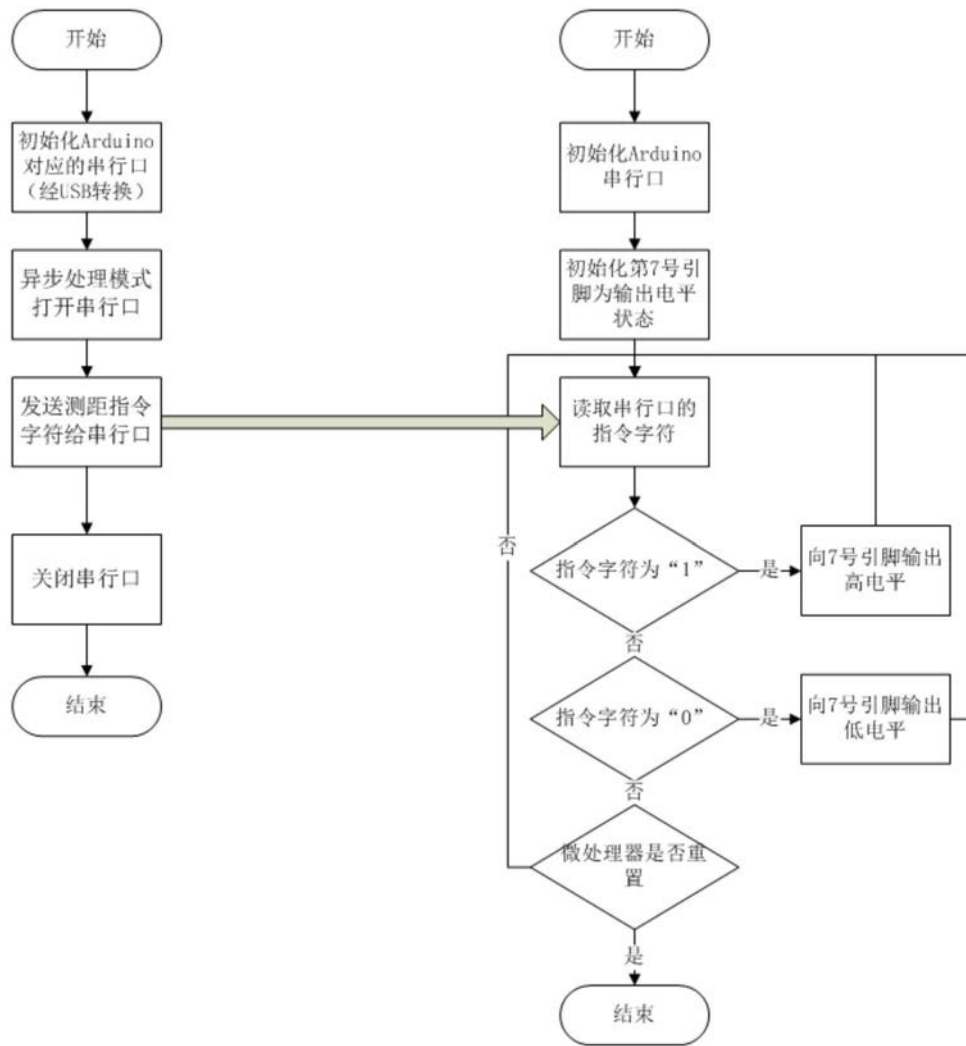 开始
初始化Arduino
对应的串行口
（经USB转换）
异步处理模式
打开串行口
发送测距指令
字符给串行口
关闭串行口
结束
开始
初始化Arduino
串行口
初始化第7号引
脚为输出电平
状态
读取串行口的
指令字符
指令字符为“1”
是
向7号引脚输出
高电平
否
否
指令字符为“0”
是
向7号引脚输出
低电平
否
微处理器是否重
置
是
结束